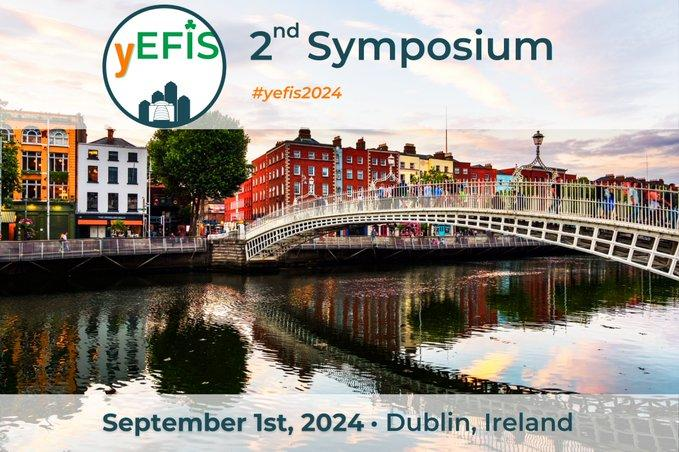 yEFIS
2nd Symposium
#yefis2024
September 1st, 2024 • Dublin, Ireland